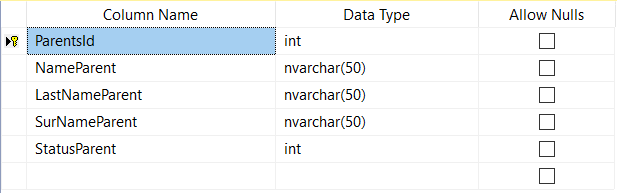 Column Name Data Type Allow Nulls
ParentsId int
NameParent nvarchar(50)
LastNameParent nvarchar(50)
SurNameParent nvarchar(50)
StatusParent int